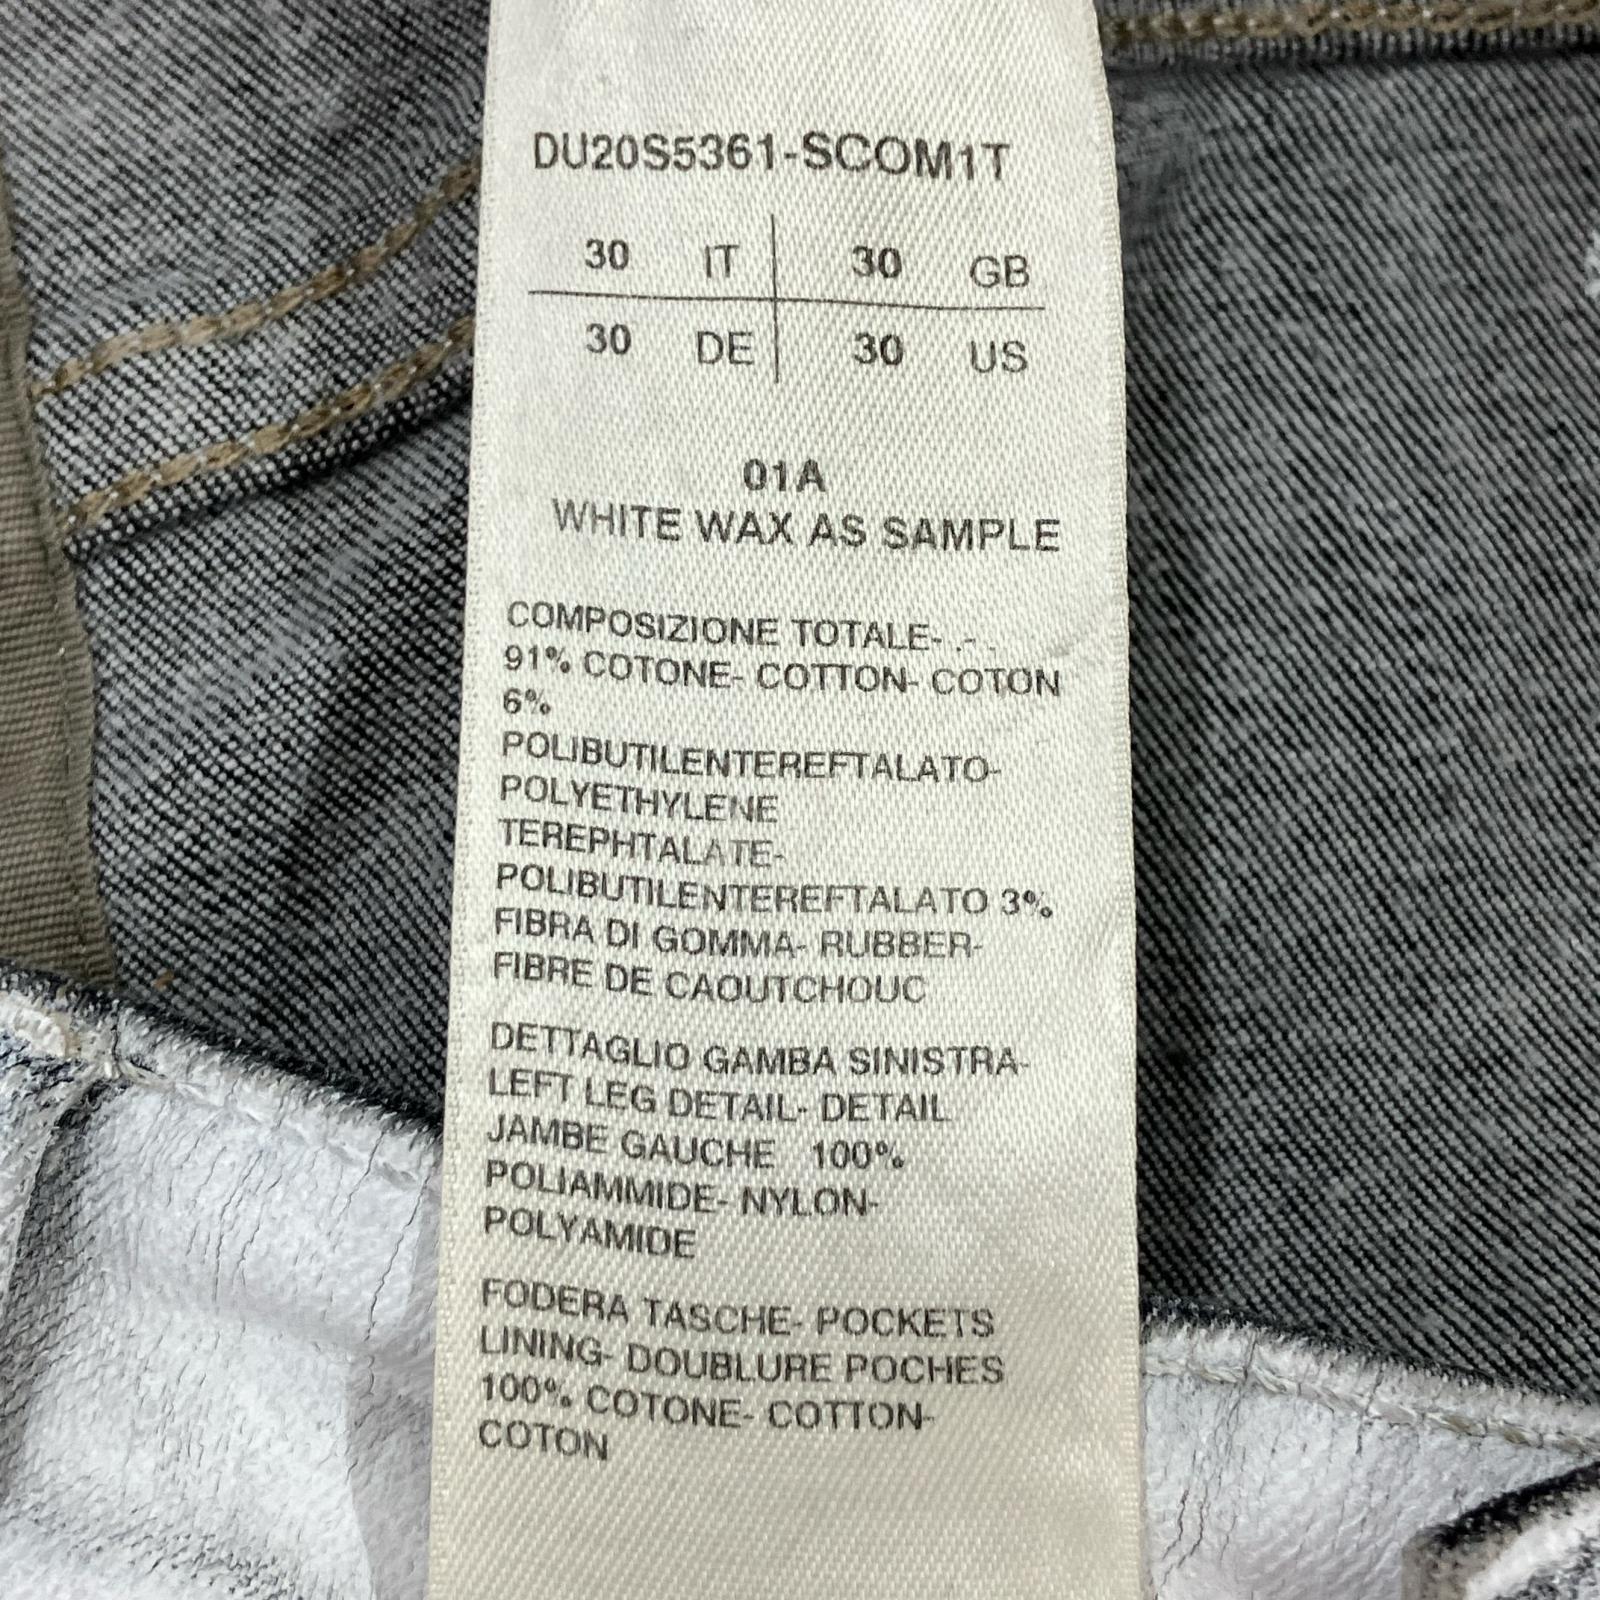 DU20S5361-SCOM1T
30 IT 30 GB
30 DE 30 US
01A
WHITE WAX AS SAMPLE
COMPOSIZIONE TOTALE- .- .
91% COTONE- COTTON- COTON
6%
POLIBUTILENTEREFTALATO-
POLYETHYLENE
TEREPHTALATE-
POLIBUTILENTEREFTALATO 3%
FIBRA DI GOMMA- RUBBER-
FIBRE DE CAOUTCHOUC
DETTAGLIO GAMBA SINISTRA-
LEFT LEG DETAIL- DETAIL
JAMBE GAUCHE 100%
POLIAMMIDE- NYLON-
POLYAMIDE
FODERA TASCHE- POCKETS
LINING- DOUBLURE POCHES
100% COTONE- COTTON-
COTON